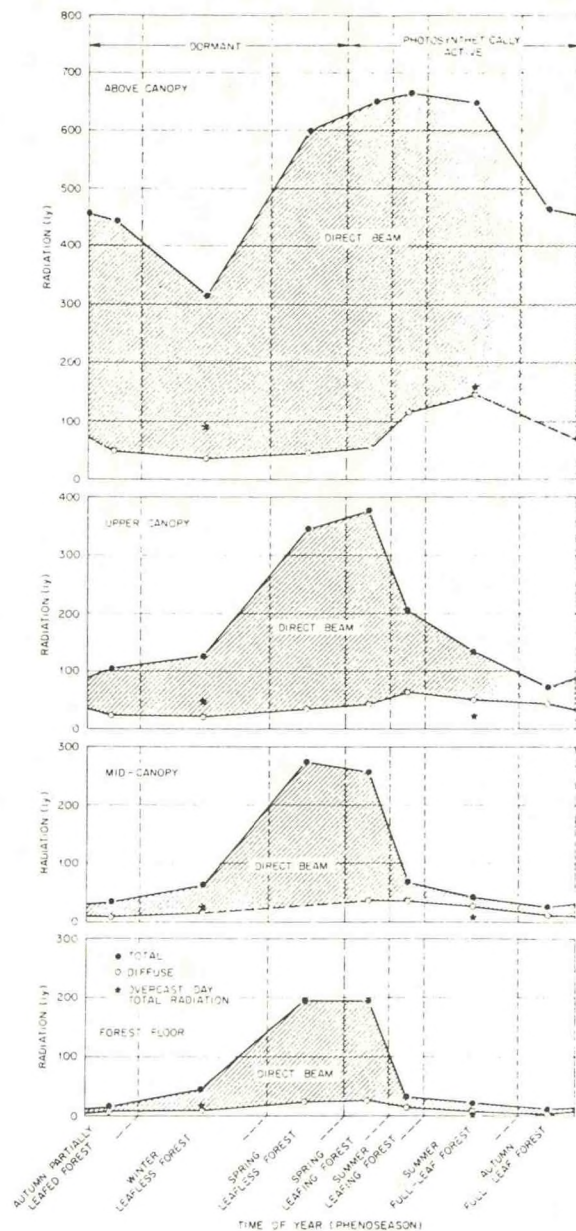 DORMANT
PHOTOSYNTHETICALLY
ACTIVE
ABOVE CANOPY
DIRECT BEAM
RADIATION (ly)
800
700
600
500
400
300
200
100
0
UPPER CANOPY
DIRECT BEAM
RADIATION (ly)
400
300
200
100
0
MID-CANOPY
DIRECT BEAM
RADIATION (ly)
300
200
100
0
● TOTAL
○ DIFFUSE
★ OVERCAST DAY
TOTAL RADIATION
FOREST FLOOR
DIRECT BEAM
RADIATION (ly)
300
200
100
0
AUTUMN PARTIALLY
LEAFED FOREST
WINTER
LEAFLESS FOREST
SPRING
LEAFLESS FOREST
SPRING
LEAFING FOREST
SUMMER
LEAFING FOREST
SUMMER
FULL-LEAF FOREST
AUTUMN
FULL-LEAF FOREST
TIME OF YEAR (PHENOSEASON)